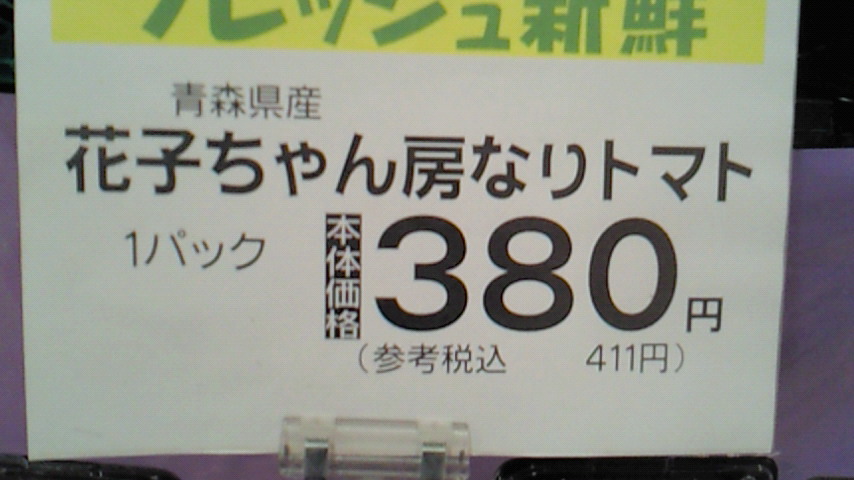 フレッシュ新鮮
青森県産
花子ちゃん房なりトマト
1パック
本体価格
380円
(参考税込 411円)